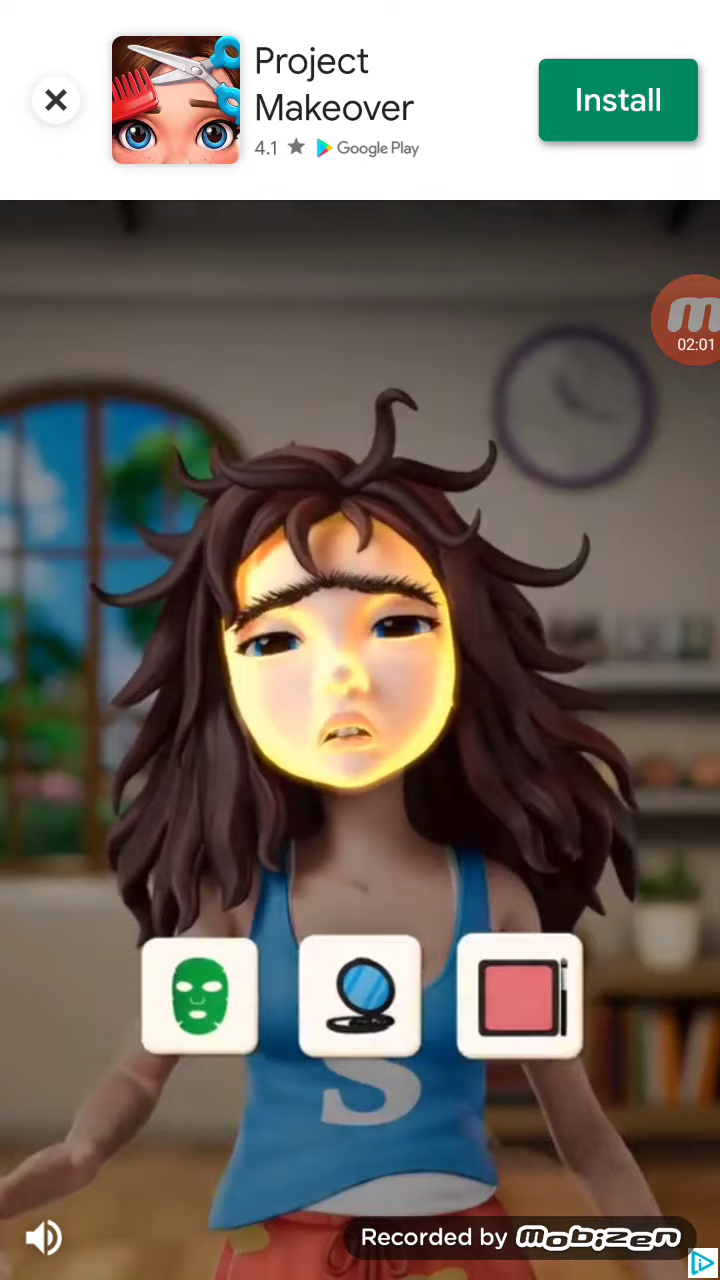 Project
Makeover
Install
4.1 ★ Google Play
02:01
S
Recorded by mobizen